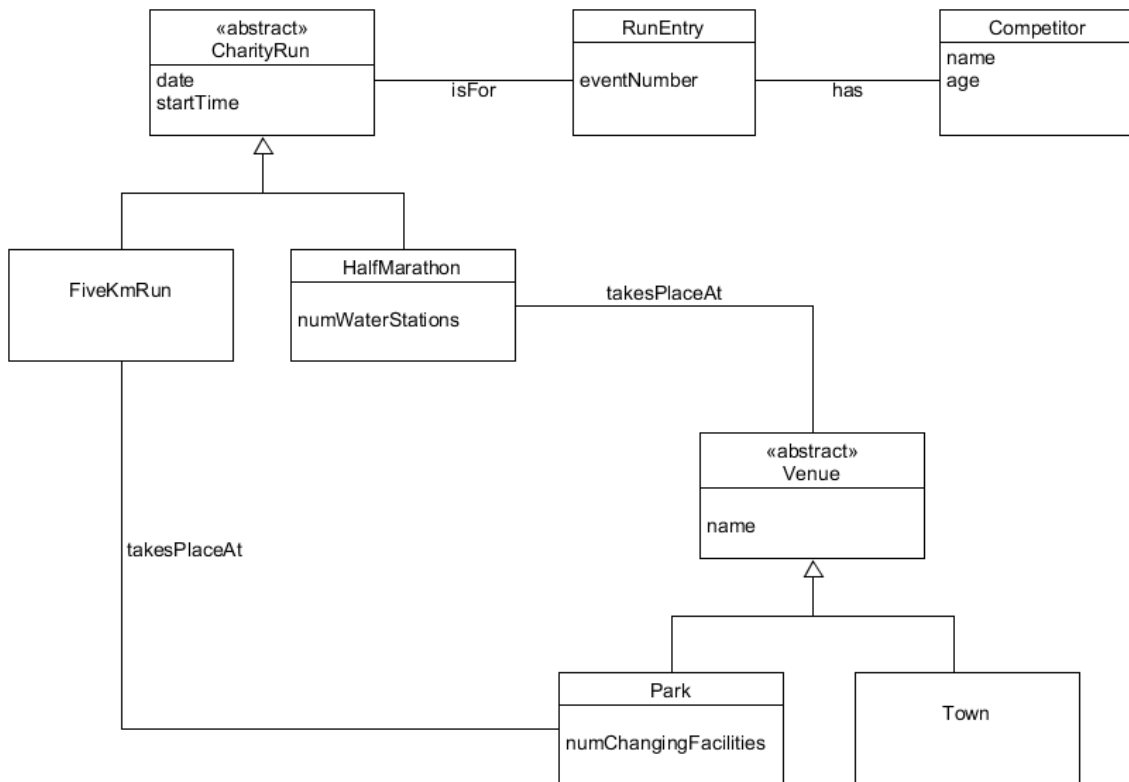 «abstract»
CharityRun
date
startTime
isFor
RunEntry
eventNumber
has
Competitor
name
age
FiveKmRun
HalfMarathon
numWaterStations
takesPlaceAt
«abstract»
Venue
name
takesPlaceAt
Park
numChangingFacilities
Town